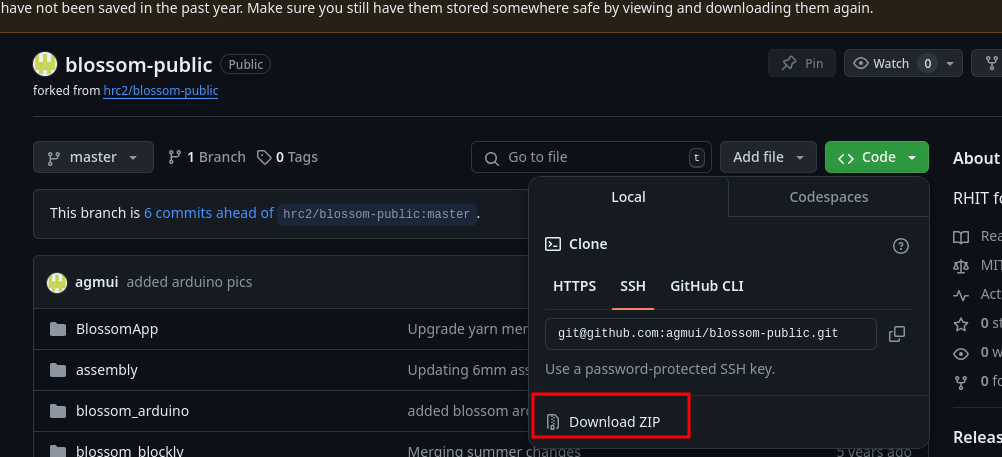 have not been saved in the past year. Make sure you still have them stored somewhere safe by viewing and downloading them again.
blossom-public Public
Pin Watch 0
forked from hrc2/blossom-public
master 1 Branch 0 Tags Go to file t Add file Code
About
Local Codespaces
RHIT fo
This branch is 6 commits ahead of hrc2/blossom-public:master .
Clone
Rea
MIT
HTTPS SSH GitHub CLI
agmui added arduino pics
Act
git@github.com:agmui/blossom-public.git
0 st
BlossomApp Upgrade yarn mer
0 w
Use a password-protected SSH key.
assembly Updating 6mm ass
0 fo
blossom_arduino added blossom ard
Download ZIP
Releas
blossom_blockly Merging summer changes 5 years ago